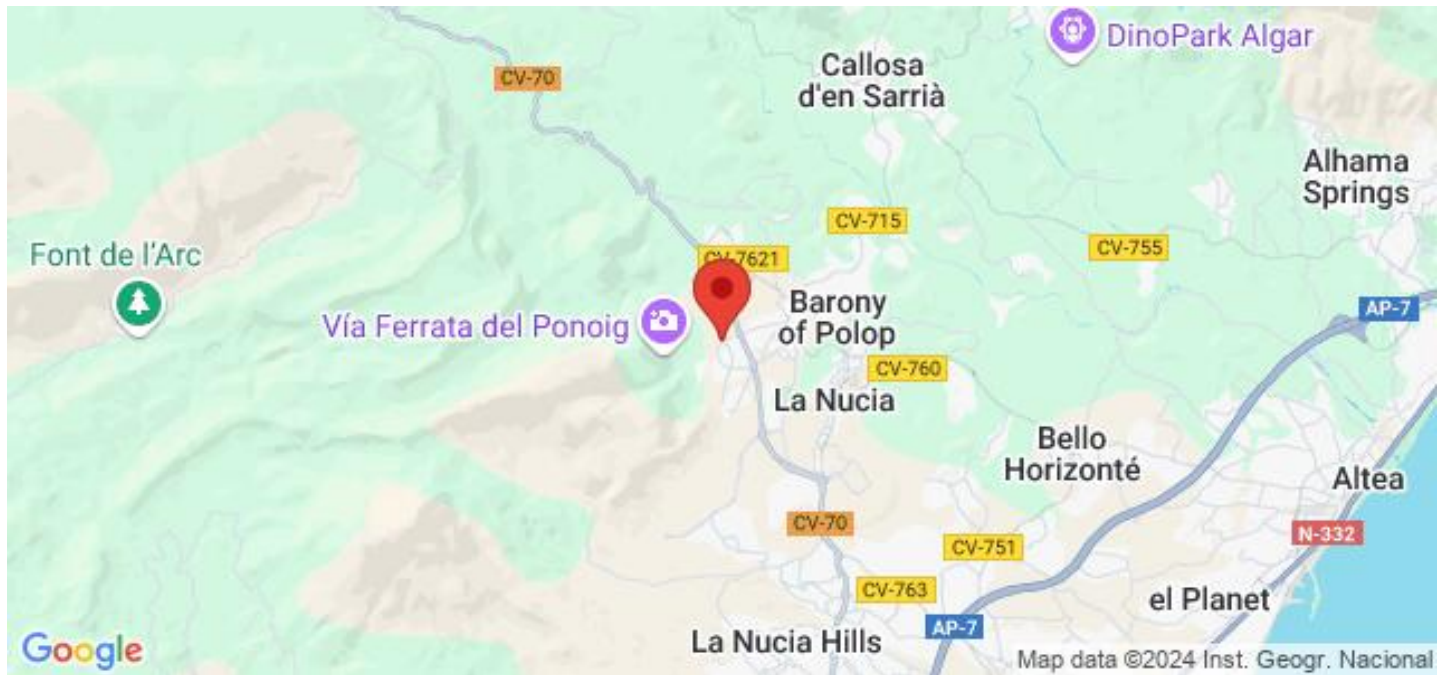 DinoPark Algar
Callosa
d'en Sarrià
CV-70
Alhama
Springs
CV-715
CV-755
Font de l'Arc
CV-7621
Barony
of Polop
AP-7
Vía Ferrata del Ponoig
CV-760
La Nucia
Bello
Horizonté
Altea
CV-70
N-332
CV-751
CV-763
el Planet
AP-7
La Nucia Hills
Google
Map data ©2024 Inst. Geogr. Nacional